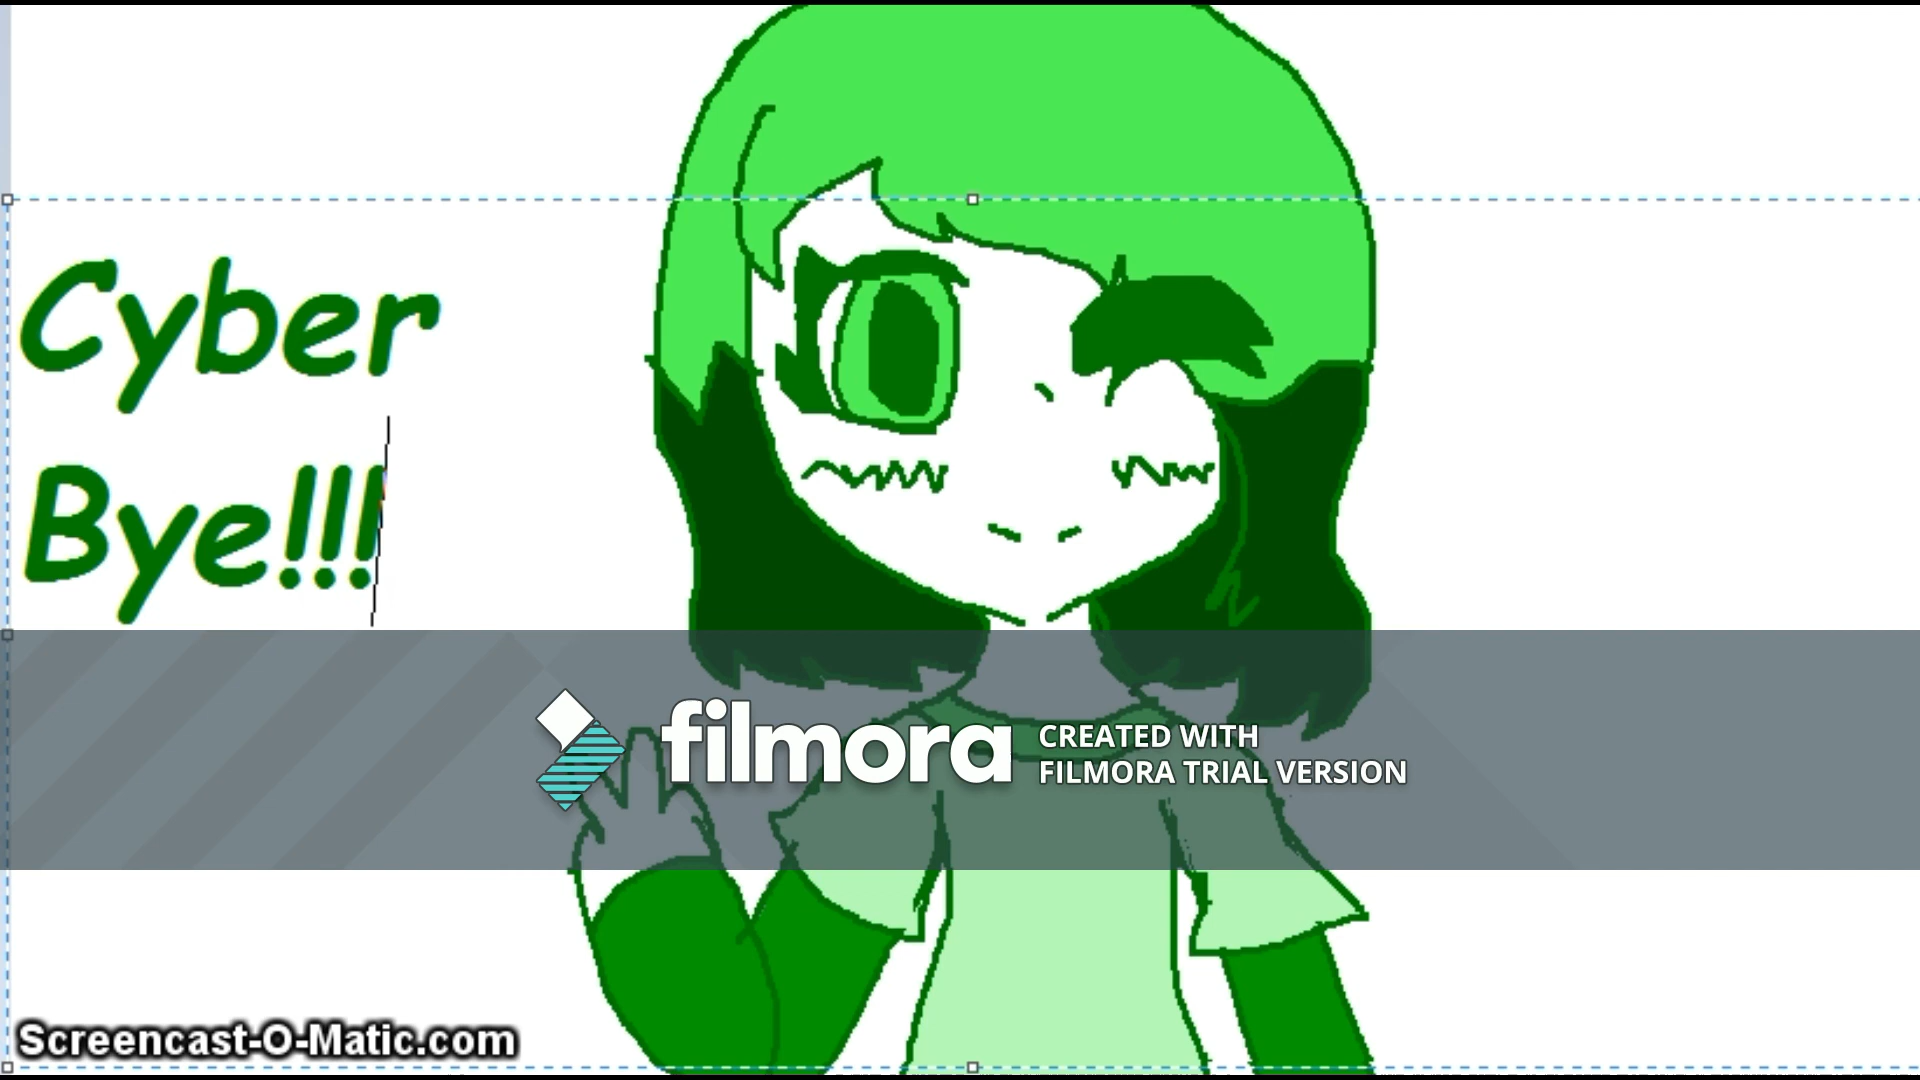 Cyber
Bye!!!
filmora
CREATED WITH
FILMORA TRIAL VERSION
Screencast-O-Matic.com